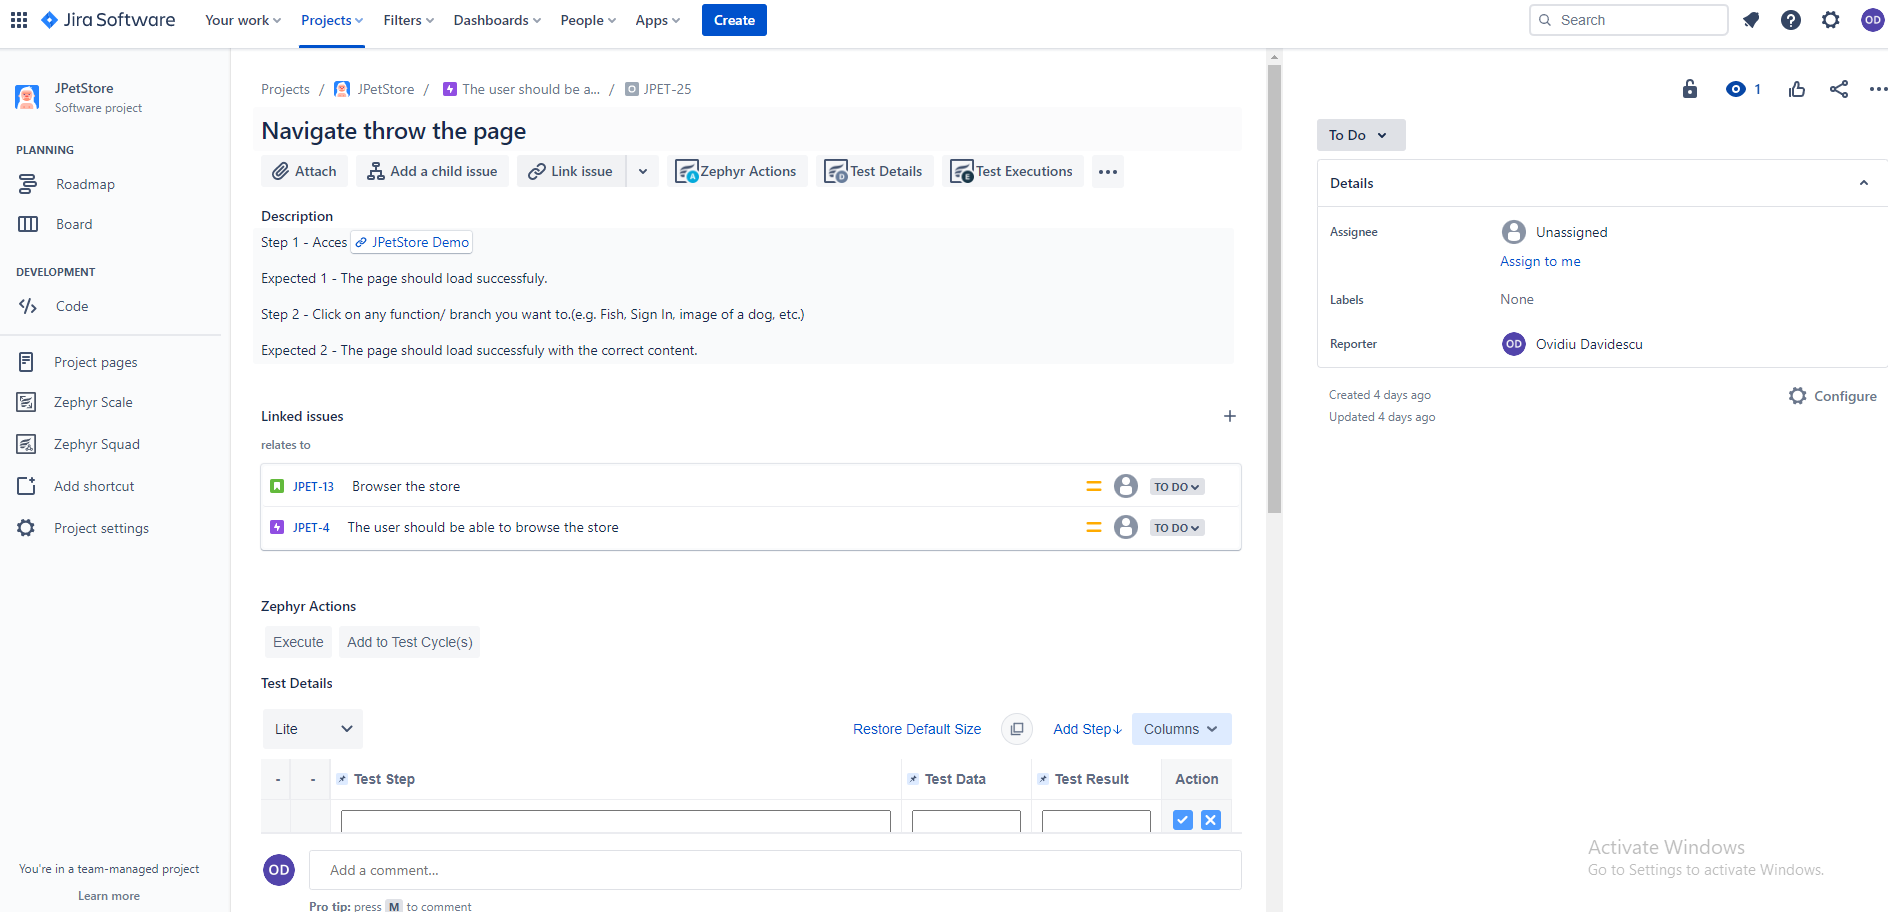 Jira Software Your work Projects Filters Dashboards People Apps Create Search OD
JPetStore
Software project
PLANNING
Roadmap
Board
DEVELOPMENT
Code
Project pages
Zephyr Scale
Zephyr Squad
Add shortcut
Project settings
You're in a team-managed project
Learn more
Projects / JPetStore / The user should be a... / JPET-25
Navigate throw the page
Attach Add a child issue Link issue Zephyr Actions Test Details Test Executions
Description
Step 1 - Acces JPetStore Demo
Expected 1 - The page should load successfuly.
Step 2 - Click on any function/ branch you want to.(e.g. Fish, Sign In, image of a dog, etc.)
Expected 2 - The page should load successfuly with the correct content.
Linked issues
relates to
JPET-13 Browser the store TO DO
JPET-4 The user should be able to browse the store TO DO
Zephyr Actions
Execute Add to Test Cycle(s)
Test Details
Lite Restore Default Size Add Step↓ Columns
- - Test Step Test Data Test Result Action
OD Add a comment...
Pro tip: press M to comment
1
To Do
Details
Assignee Unassigned
Assign to me
Labels None
Reporter OD Ovidiu Davidescu
Created 4 days ago
Updated 4 days ago
Configure
Activate Windows
Go to Settings to activate Windows.